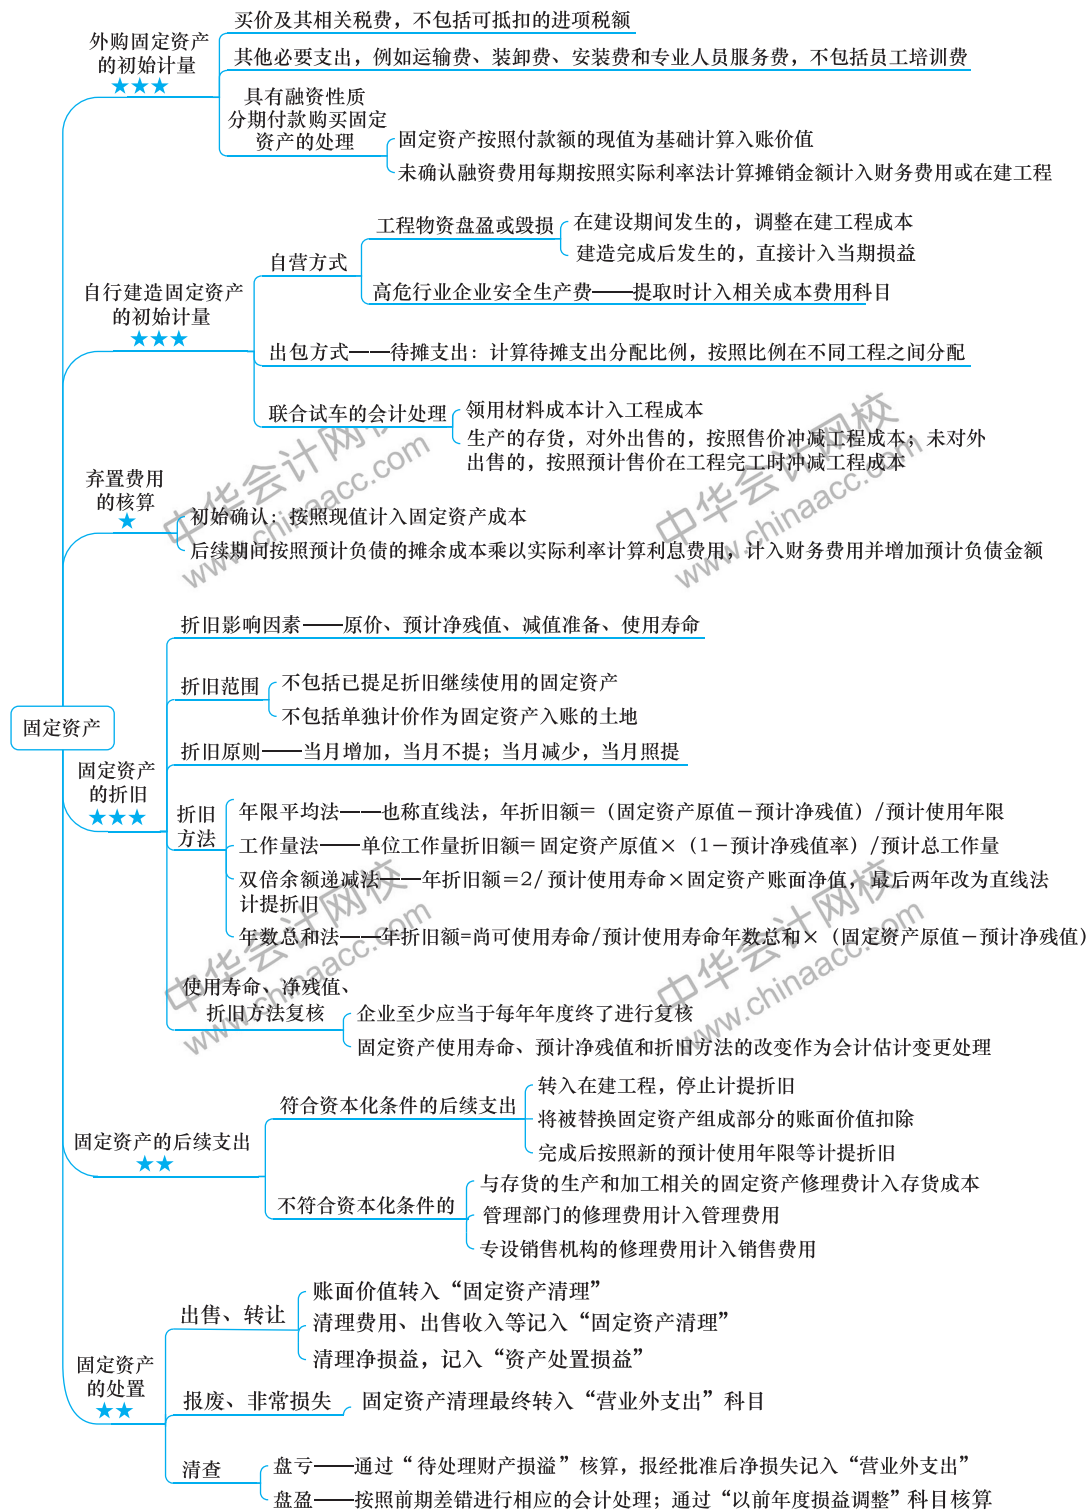 买价及其相关税费，不包括可抵扣的进项税额
外购固定资产
的初始计量
★★★
其他必要支出，例如运输费、装卸费、安装费和专业人员服务费，不包括员工培训费
具有融资性质
分期付款购买固定
资产的处理
固定资产按照付款额的现值为基础计算入账价值
未确认融资费用每期按照实际利率法计算摊销金额计入财务费用或在建工程
自行建造固定资产
的初始计量
★★★
自营方式
工程物资盘盈或毁损
在建设期间发生的，调整在建工程成本
建造完成后发生的，直接计入当期损益
高危行业企业安全生产费——提取时计入相关成本费用科目
出包方式——待摊支出：计算待摊支出分配比例，按照比例在不同工程之间分配
联合试车的会计处理
领用材料成本计入工程成本
生产的存货，对外出售的，按照售价冲减工程成本；未对外
出售的，按照预计售价在工程完工时冲减工程成本
弃置费用
的核算
★
初始确认：按照现值计入固定资产成本
后续期间按照预计负债的摊余成本乘以实际利率计算利息费用，计入财务费用并增加预计负债金额
中华会计网校
www.chinaacc.com
中华会计网校
www.chinaacc.com
固定资产
固定资产
的折旧
★★★
折旧影响因素——原价、预计净残值、减值准备、使用寿命
折旧范围
不包括已提足折旧继续使用的固定资产
不包括单独计价作为固定资产入账的土地
折旧原则——当月增加，当月不提；当月减少，当月照提
折旧
方法
年限平均法——也称直线法，年折旧额＝（固定资产原值－预计净残值）/预计使用年限
工作量法——单位工作量折旧额＝固定资产原值×（1－预计净残值率）/预计总工作量
双倍余额递减法——年折旧额＝2/预计使用寿命×固定资产账面净值，最后两年改为直线法
计提折旧
年数总和法——年折旧额=尚可使用寿命/预计使用寿命年数总和×（固定资产原值－预计净残值）
使用寿命、净残值、
折旧方法复核
企业至少应当于每年年度终了进行复核
固定资产使用寿命、预计净残值和折旧方法的改变作为会计估计变更处理
中华会计网校
www.chinaacc.com
中华会计网校
www.chinaacc.com
固定资产的后续支出
★★
符合资本化条件的后续支出
转入在建工程，停止计提折旧
将被替换固定资产组成部分的账面价值扣除
完成后按照新的预计使用年限等计提折旧
不符合资本化条件的
与存货的生产和加工相关的固定资产修理费计入存货成本
管理部门的修理费用计入管理费用
专设销售机构的修理费用计入销售费用
固定资产
的处置
★★
出售、转让
账面价值转入“固定资产清理”
清理费用、出售收入等记入“固定资产清理”
清理净损益，记入“资产处置损益”
报废、非常损失
固定资产清理最终转入“营业外支出”科目
清查
盘亏——通过“待处理财产损溢”核算，报经批准后净损失记入“营业外支出”
盘盈——按照前期差错进行相应的会计处理；通过“以前年度损益调整”科目核算